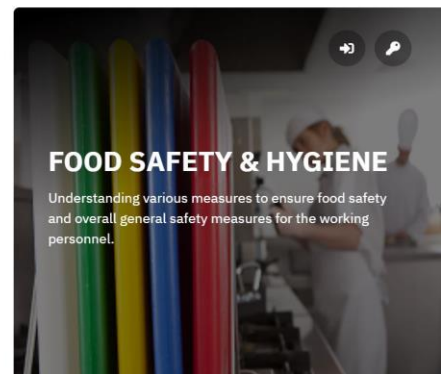 FOOD SAFETY & HYGIENE
Understanding various measures to ensure food safety
and overall general safety measures for the working
personnel.